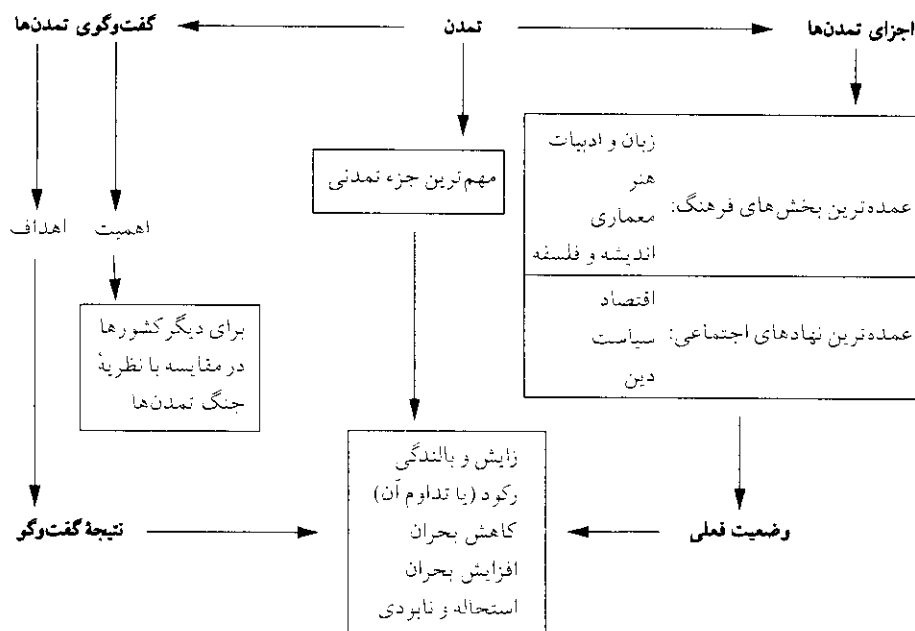 اجزای تمدن‌ها
تمدن
گفت‌وگوی تمدن‌ها
عمده‌ترین بخش‌های فرهنگ:
زبان و ادبیات
هنر
معماری
اندیشه و فلسفه
عمده‌ترین نهادهای اجتماعی:
اقتصاد
سیاست
دین
مهم‌ترین جزء تمدنی
اهمیت
اهداف
برای دیگر کشورها
در مقایسه با نظریهٔ
جنگ تمدن‌ها
وضعیت فعلی
زایش و بالندگی
رکود (یا تداوم آن)
کاهش بحران
افزایش بحران
استحاله و نابودی
نتیجهٔ گفت‌وگو